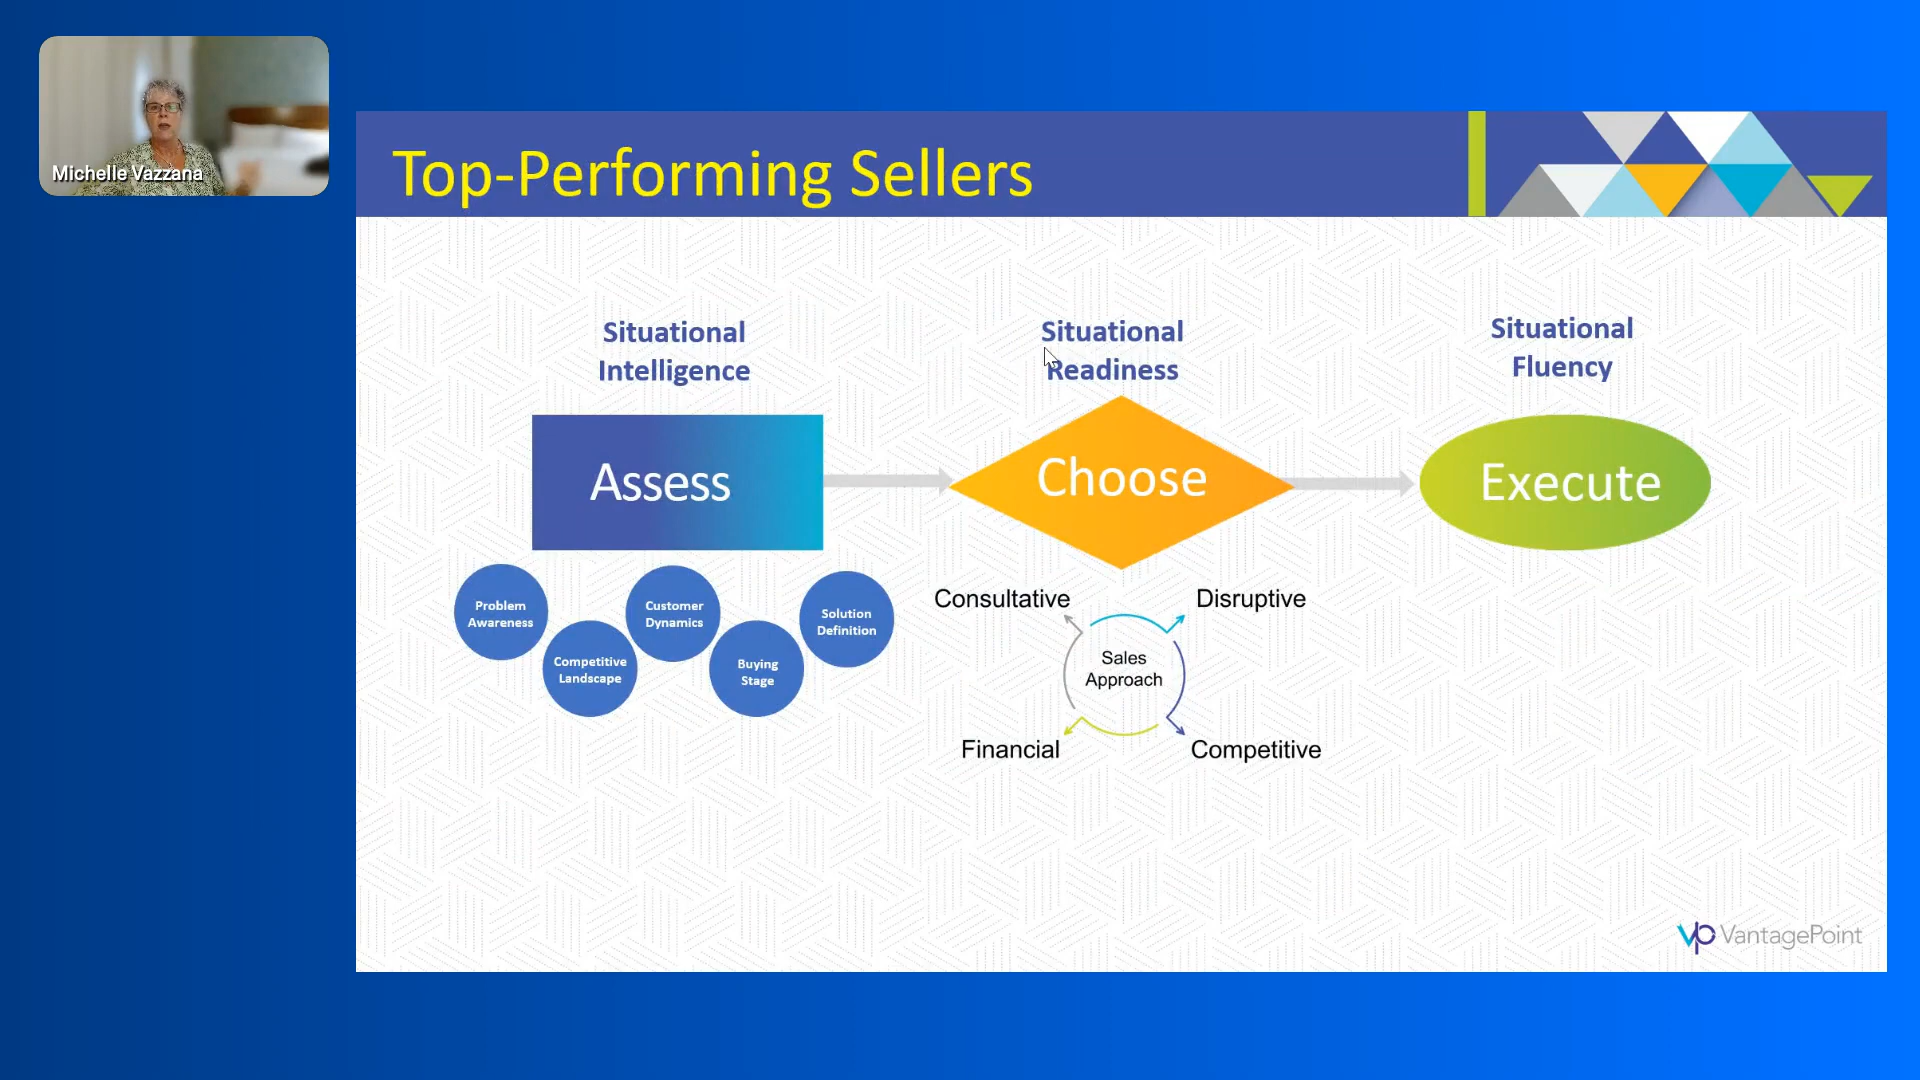 Michelle Vazzana
Top-Performing Sellers
Situational
Intelligence
Situational
Readiness
Situational
Fluency
Assess
Choose
Execute
Problem
Awareness
Competitive
Landscape
Customer
Dynamics
Buying
Stage
Solution
Definition
Consultative
Disruptive
Sales
Approach
Financial
Competitive
vp VantagePoint